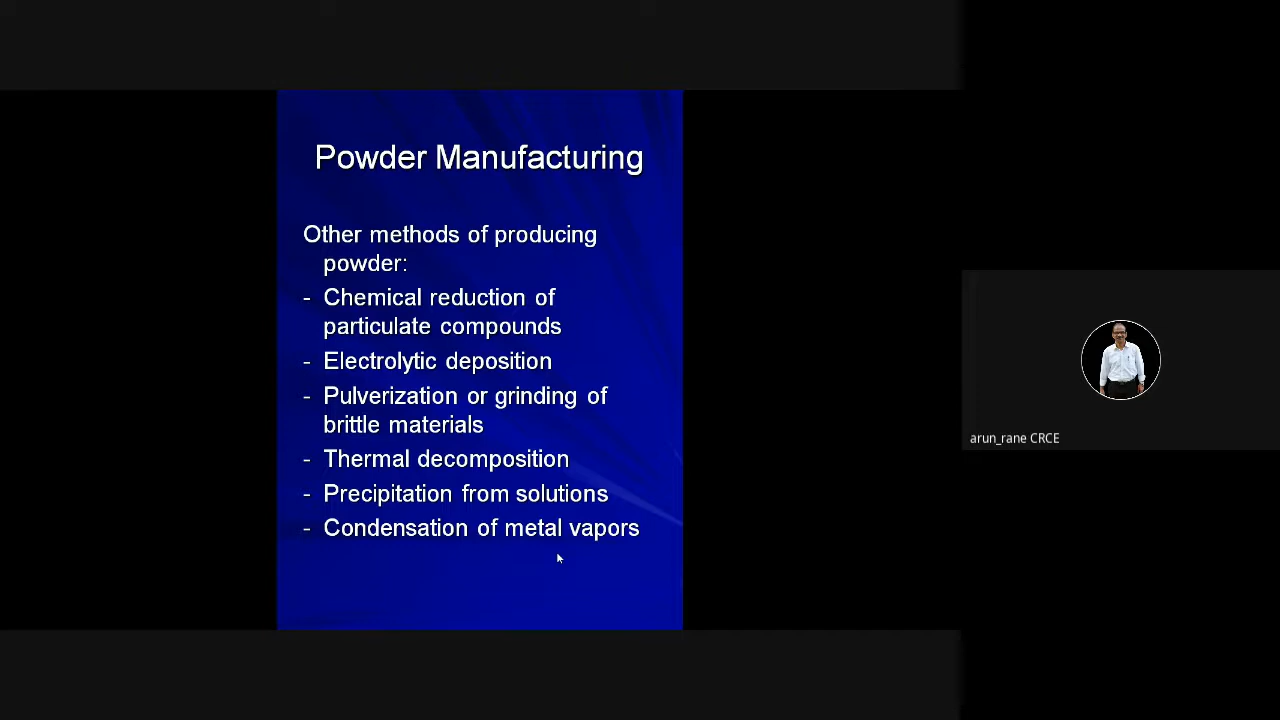 Powder Manufacturing
Other methods of producing
powder:
- Chemical reduction of
particulate compounds
- Electrolytic deposition
- Pulverization or grinding of
brittle materials
- Thermal decomposition
- Precipitation from solutions
- Condensation of metal vapors
arun_rane CRCE